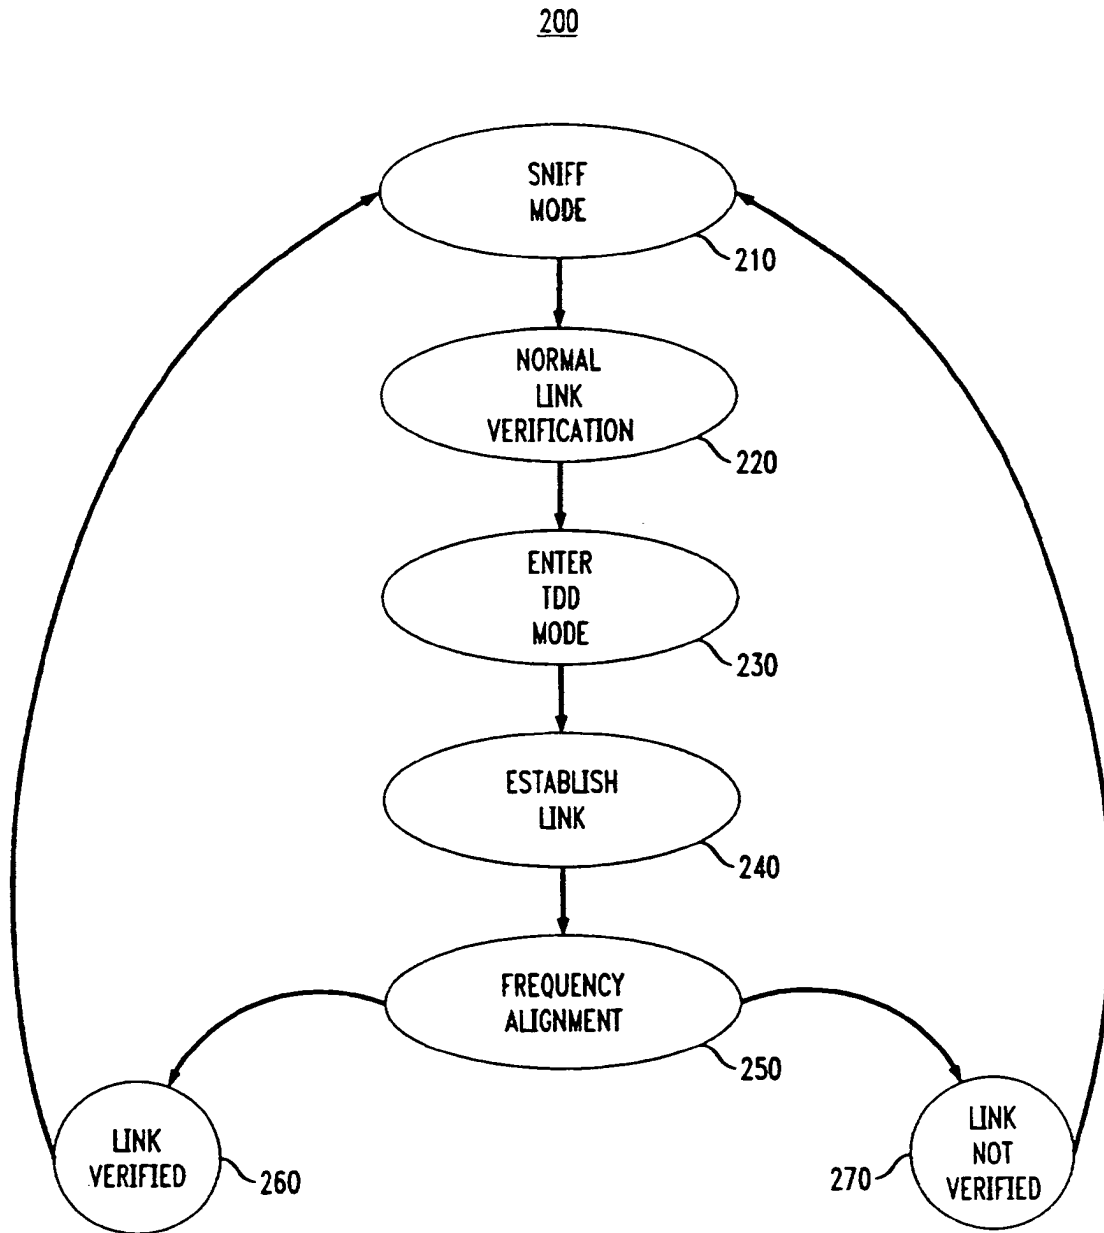 200
SNIFF
MODE
210
NORMAL
LINK
VERIFICATION
220
ENTER
TDD
MODE
230
ESTABLISH
LINK
240
FREQUENCY
ALIGNMENT
250
LINK
VERIFIED
260
LINK
NOT
VERIFIED
270